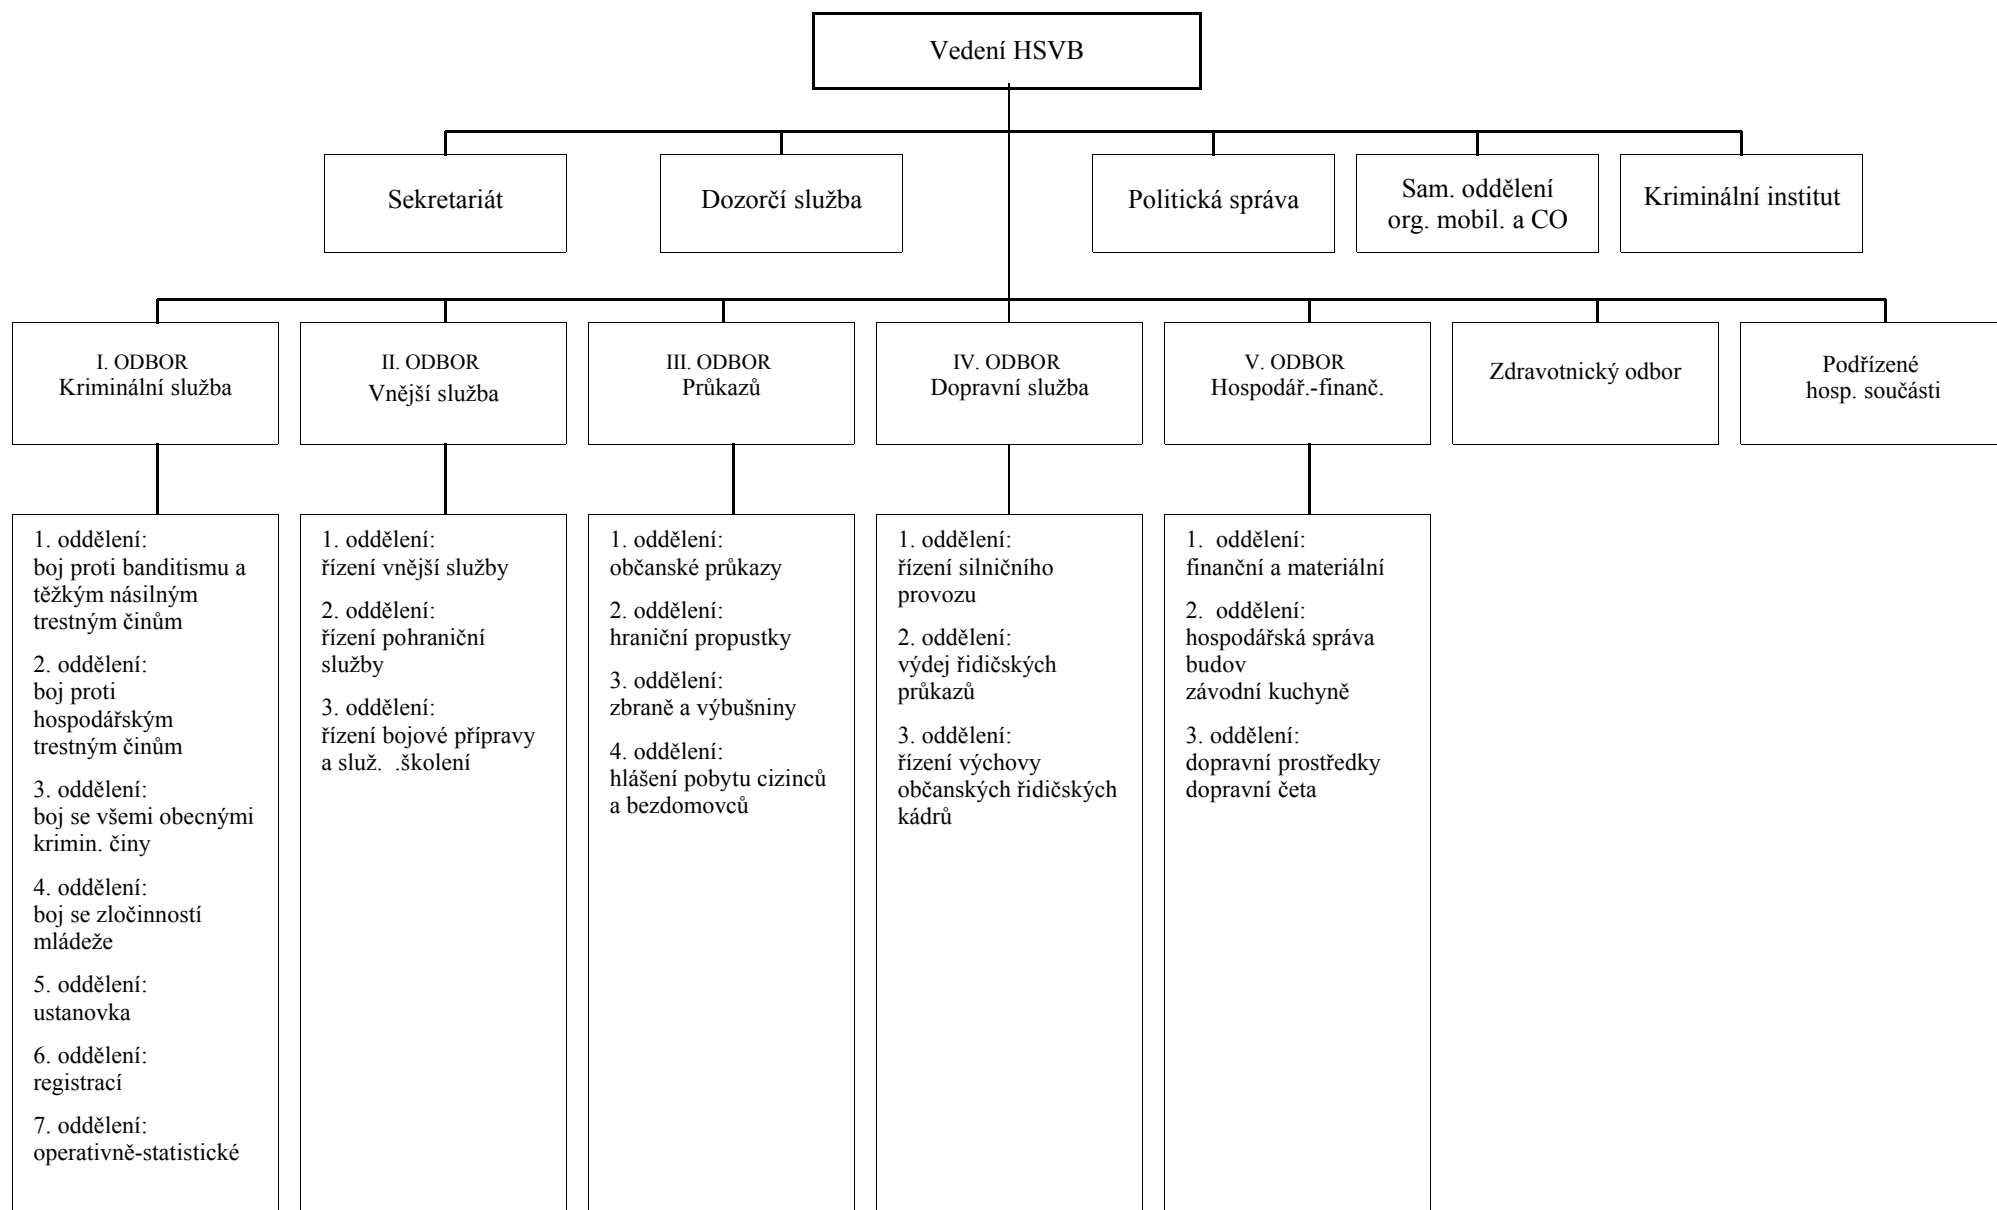 Vedení HSVB
Sekretariát
Dozorčí služba
Politická správa
Sam. oddělení
org. mobil. a CO
Kriminální institut
I. ODBOR
Kriminální služba
II. ODBOR
Vnější služba
III. ODBOR
Průkazů
IV. ODBOR
Dopravní služba
V. ODBOR
Hospodář.-finanč.
Zdravotnický odbor
Podřízené
hosp. součásti
1. oddělení:
boj proti banditismu a
těžkým násilným
trestným činům
2. oddělení:
boj proti
hospodářským
trestným činům
3. oddělení:
boj se všemi obecnými
krimin. činy
4. oddělení:
boj se zločinností
mládeže
5. oddělení:
ustanovka
6. oddělení:
registrací
7. oddělení:
operativně-statistické
1. oddělení:
řízení vnější služby
2. oddělení:
řízení pohraniční
služby
3. oddělení:
řízení bojové přípravy
a služ. .školení
1. oddělení:
občanské průkazy
2. oddělení:
hraniční propustky
3. oddělení:
zbraně a výbušniny
4. oddělení:
hlášení pobytu cizinců
a bezdomovců
1. oddělení:
řízení silničního
provozu
2. oddělení:
výdej řidičských
průkazů
3. oddělení:
řízení výchovy
občanských řidičských
kádrů
1. oddělení:
finanční a materiální
2. oddělení:
hospodářská správa
budov
závodní kuchyně
3. oddělení:
dopravní prostředky
dopravní četa